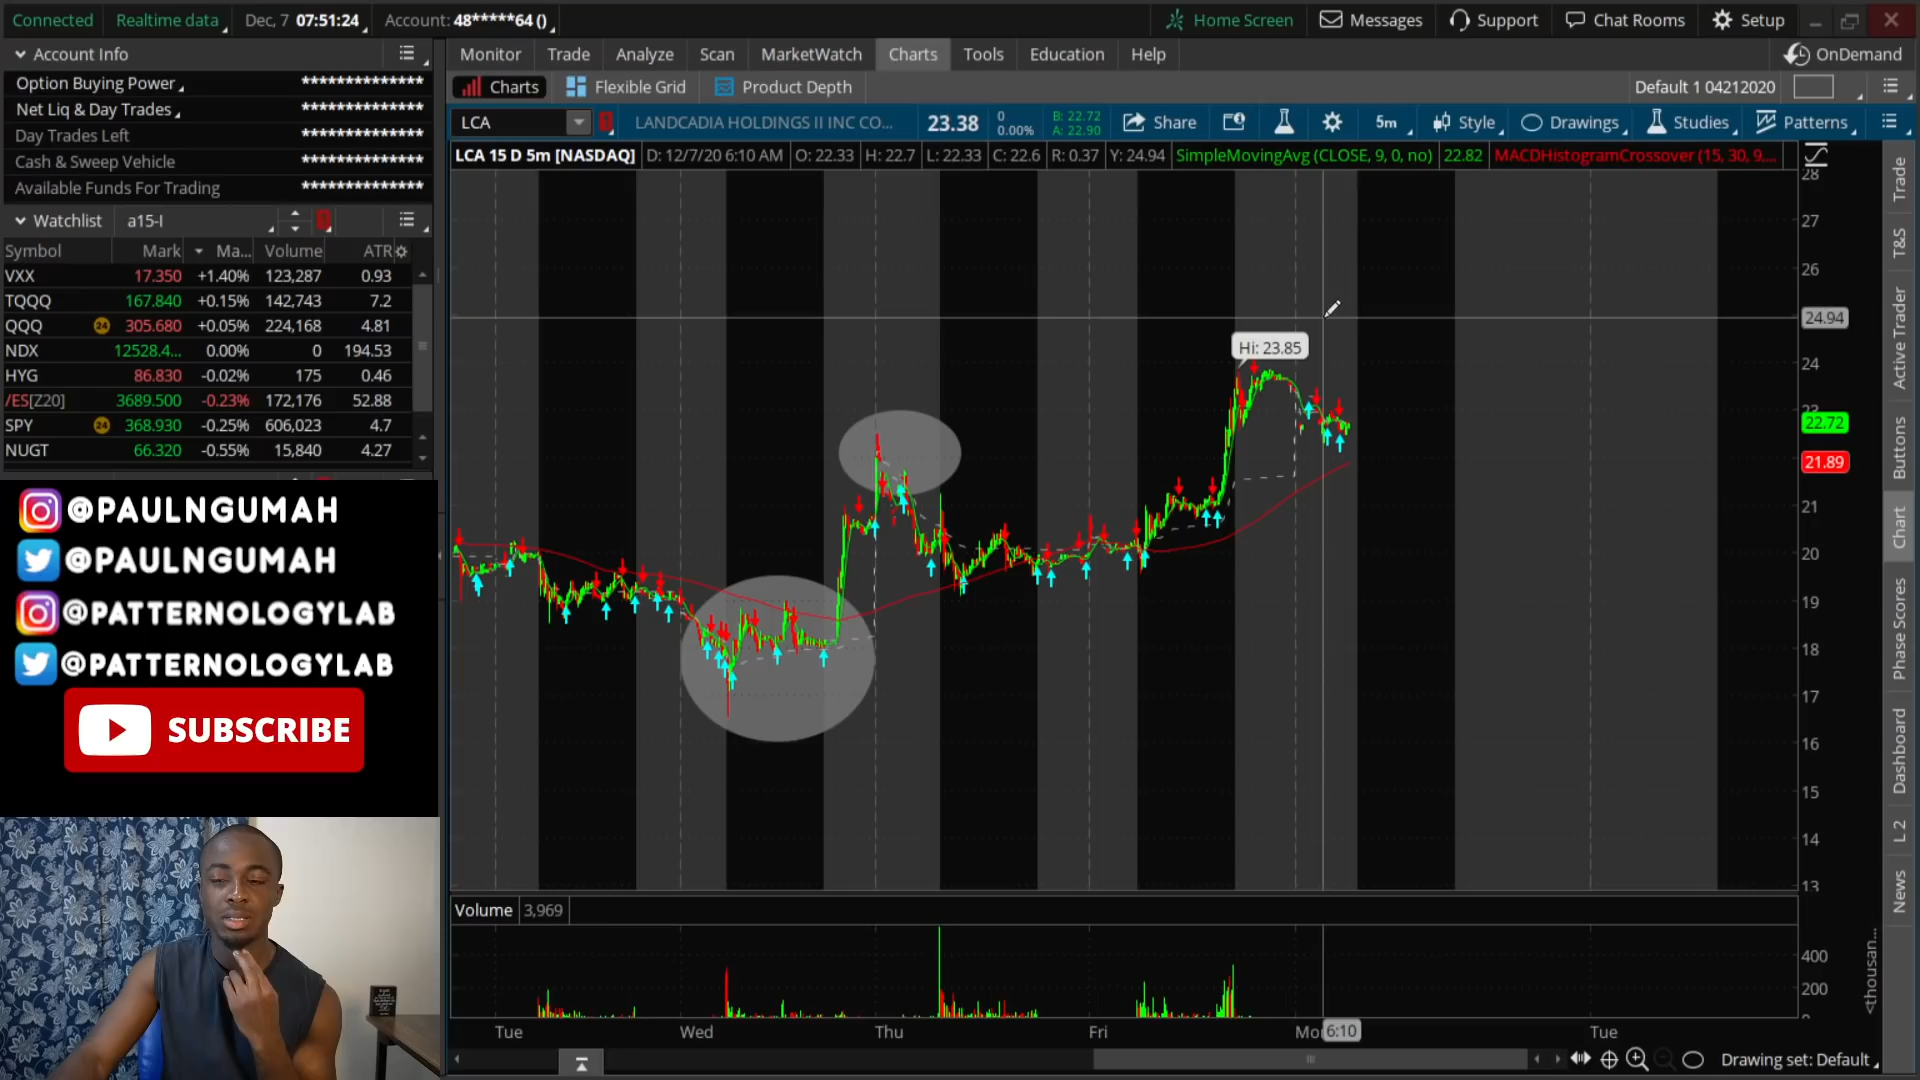 Connected Realtime data Dec, 7 07:51:24 Account: 48*****64 () Home Screen Messages Support Chat Rooms Setup
Account Info
Option Buying Power **************
Net Liq & Day Trades **************
Day Trades Left **************
Cash & Sweep Vehicle **************
Available Funds For Trading **************
Watchlist a15-I
Symbol Mark Ma... Volume ATR
VXX 17.350 +1.40% 123,287 0.93
TQQQ 167.840 +0.15% 142,743 7.2
QQQ 24 305.680 +0.05% 224,168 4.81
NDX 12528.4... 0.00% 0 194.53
HYG 86.830 -0.02% 175 0.46
/ES[Z20] 3689.500 -0.23% 172,176 52.88
SPY 24 368.930 -0.25% 606,023 4.7
NUGT 66.320 -0.55% 15,840 4.27
@PAULNGUMAH
@PAULNGUMAH
@PATTERNOLOGYLAB
@PATTERNOLOGYLAB
SUBSCRIBE
Monitor Trade Analyze Scan MarketWatch Charts Tools Education Help OnDemand
Charts Flexible Grid Product Depth Default 1 04212020
LCA LANDCADIA HOLDINGS II INC CO... 23.38 0 0.00% B: 22.72 A: 22.90 Share 5m Style Drawings Studies Patterns
LCA 15 D 5m [NASDAQ] D: 12/7/20 6:10 AM O: 22.33 H: 22.7 L: 22.33 C: 22.6 R: 0.37 Y: 24.94 SimpleMovingAvg (CLOSE, 9, 0, no) 22.82 MACDHistogramCrossover (15, 30, 9,...
28
27
26
24.94
Hi: 23.85
24
22.72
21.89
21
20
19
18
17
16
15
14
13
Volume 3,969
400
200
0
<thousan...
Tue Wed Thu Fri Mo 6:10 Tue
Drawing set: Default
Trade
T&S
Active Trader
Buttons
Chart
Phase Scores
Dashboard
L 2
News